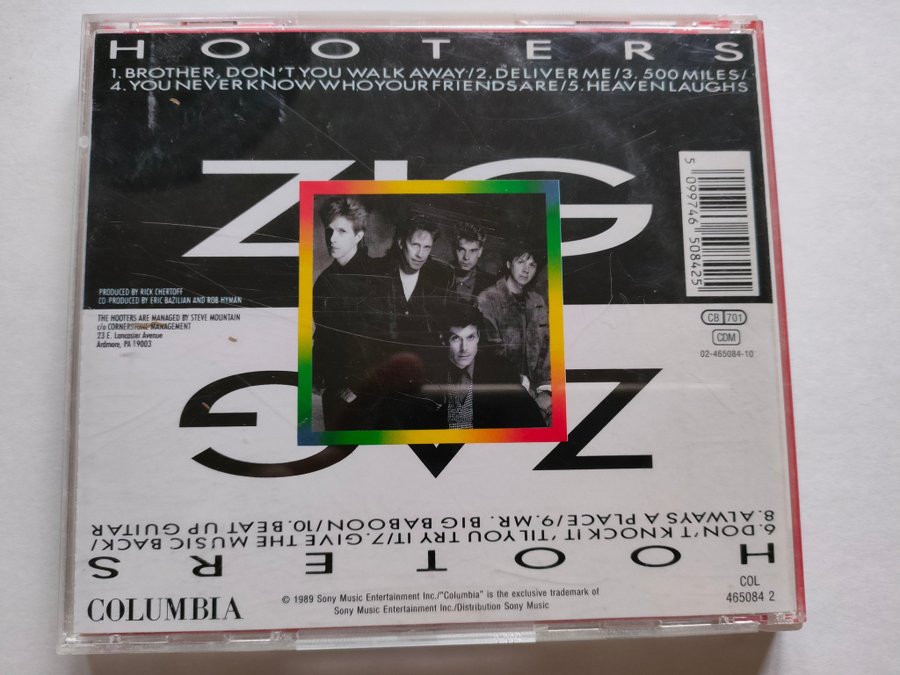 HOOTERS
1. BROTHER, DON'T YOU WALK AWAY/2. DELIVER ME/3. 500 MILES/
4. YOU NEVER KNOW WHO YOUR FRIENDS ARE/5. HEAVEN LAUGHS
ZIG
5 099746 508425
PRODUCED BY RICK CHERTOFF
CO-PRODUCED BY ERIC BAZILIAN AND ROB HYMAN
THE HOOTERS ARE MANAGED BY STEVE MOUNTAIN
c/o CORNERSTONE MANAGEMENT
23 E. Lancaster Avenue
Ardmore, PA 19003
CB 701
CDM
02-465084-10
ZAG
6. DON'T KNOCK IT 'TIL YOU TRY IT/7. GIVE THE MUSIC BACK/
8. ALWAYS A PLACE/9. MR. BIG BABOON/10. BEAT UP GUITAR
HOOTERS
COLUMBIA
© 1989 Sony Music Entertainment Inc./"Columbia" is the exclusive trademark of
Sony Music Entertainment Inc./Distribution Sony Music
COL
465084 2